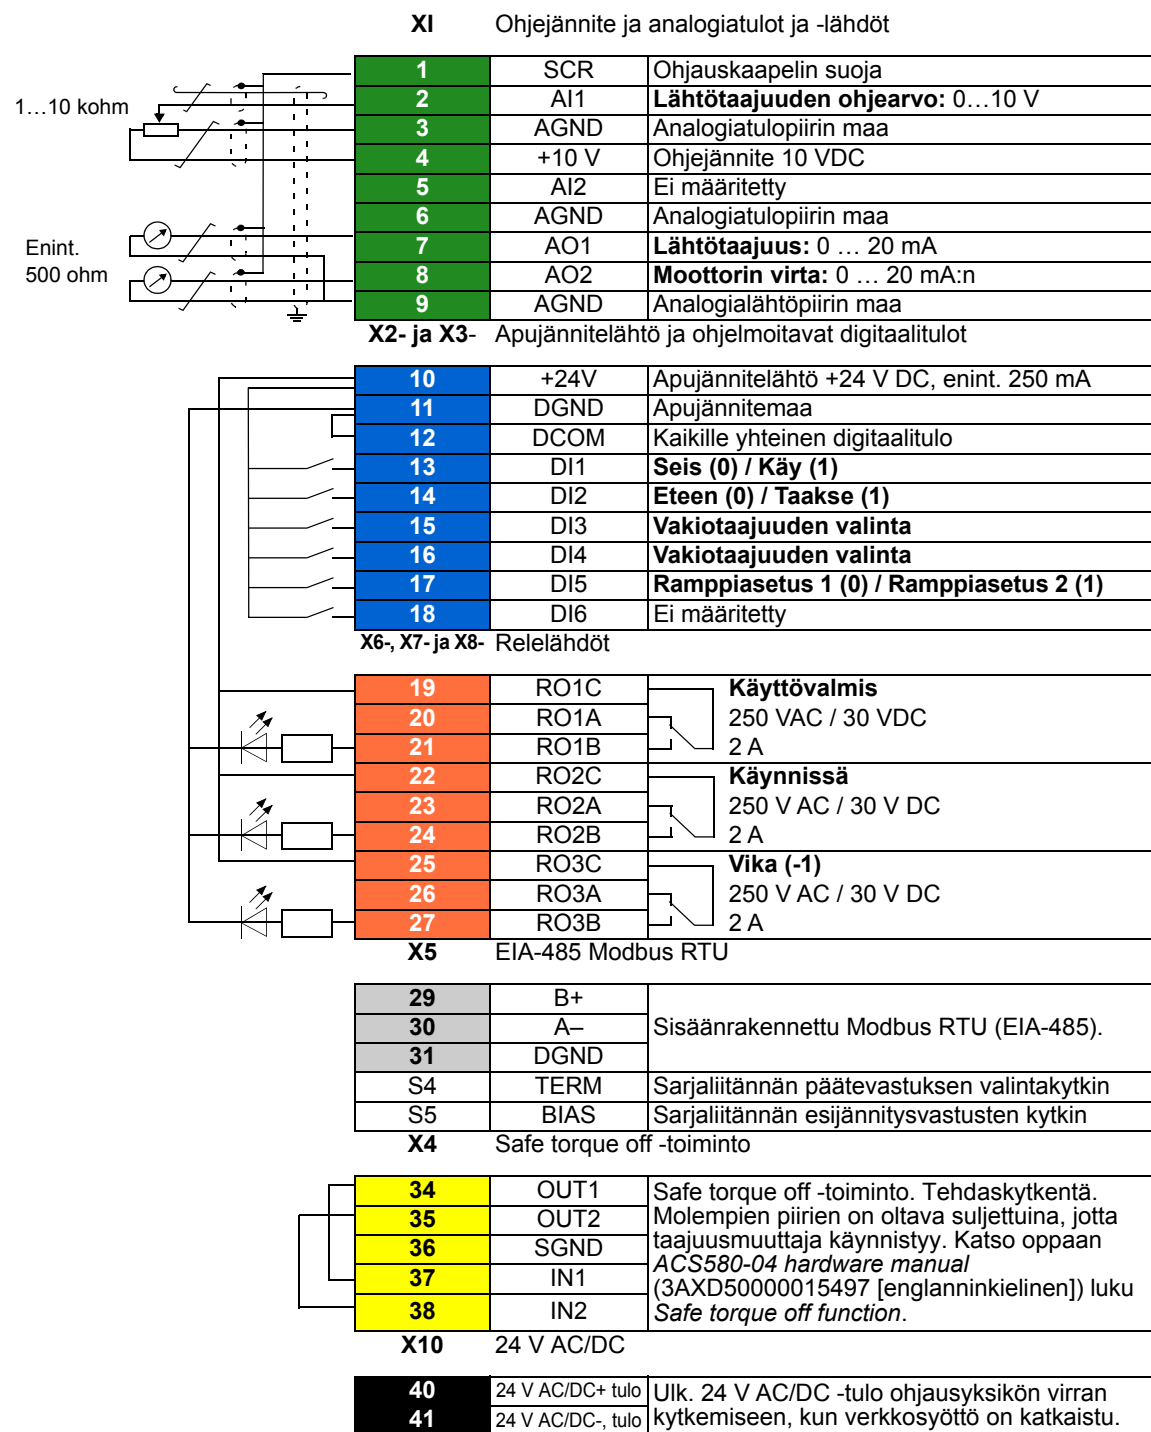 XI Ohjejännite ja analogiatulot ja -lähdöt
1 SCR Ohjauskaapelin suoja
1…10 kohm
2 AI1 Lähtötaajuuden ohjearvo: 0…10 V
3 AGND Analogiatulopiirin maa
4 +10 V Ohjejännite 10 VDC
5 AI2 Ei määritetty
6 AGND Analogiatulopiirin maa
Enint.
500 ohm
7 AO1 Lähtötaajuus: 0 … 20 mA
8 AO2 Moottorin virta: 0 … 20 mA:n
9 AGND Analogialähtöpiirin maa
X2- ja X3- Apujännitelähtö ja ohjelmoitavat digitaalitulot
10 +24V Apujännitelähtö +24 V DC, enint. 250 mA
11 DGND Apujännitemaa
12 DCOM Kaikille yhteinen digitaalitulo
13 DI1 Seis (0) / Käy (1)
14 DI2 Eteen (0) / Taakse (1)
15 DI3 Vakiotaajuuden valinta
16 DI4 Vakiotaajuuden valinta
17 DI5 Ramppiasetus 1 (0) / Ramppiasetus 2 (1)
18 DI6 Ei määritetty
X6-, X7- ja X8- Relelähdöt
19 RO1C Käyttövalmis
20 RO1A 250 VAC / 30 VDC
21 RO1B 2 A
22 RO2C Käynnissä
23 RO2A 250 V AC / 30 V DC
24 RO2B 2 A
25 RO3C Vika (-1)
26 RO3A 250 V AC / 30 V DC
27 RO3B 2 A
X5 EIA-485 Modbus RTU
29 B+
30 A– Sisäänrakennettu Modbus RTU (EIA-485).
31 DGND
S4 TERM Sarjaliitännän päätevastuksen valintakytkin
S5 BIAS Sarjaliitännän esijännitysvastusten kytkin
X4 Safe torque off -toiminto
34 OUT1 Safe torque off -toiminto. Tehdaskytkentä.
35 OUT2 Molempien piirien on oltava suljettuina, jotta
36 SGND taajuusmuuttaja käynnistyy. Katso oppaan
ACS580-04 hardware manual
37 IN1 (3AXD50000015497 [englanninkielinen]) luku
38 IN2 Safe torque off function.
X10 24 V AC/DC
40 24 V AC/DC+ tulo Ulk. 24 V AC/DC -tulo ohjausyksikön virran
41 24 V AC/DC-, tulo kytkemiseen, kun verkkosyöttö on katkaistu.